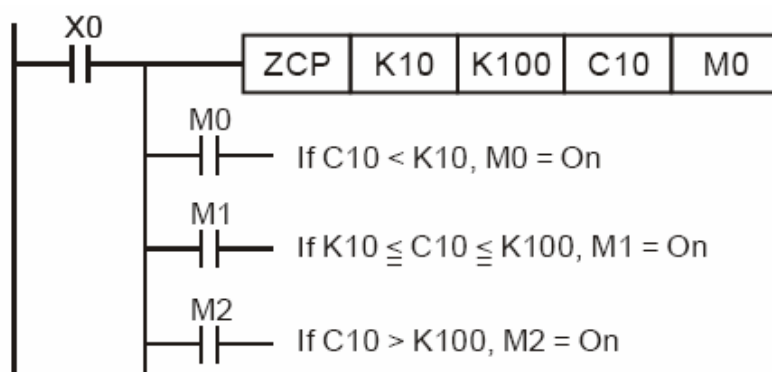 X0
ZCP K10 K100 C10 M0
M0
If C10 < K10, M0 = On
M1
If K10 ≦ C10 ≦ K100, M1 = On
M2
If C10 > K100, M2 = On